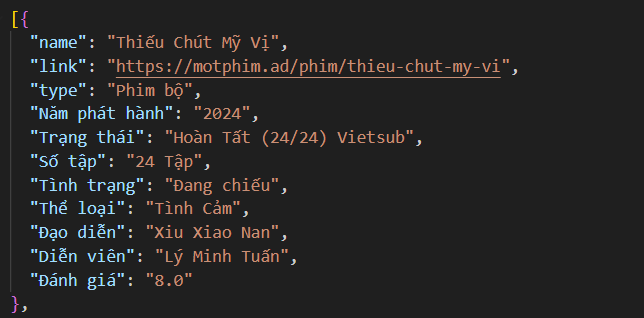 [{
"name": "Thiếu Chút Mỹ Vị",
"link": "https://motphim.ad/phim/thieu-chut-my-vi",
"type": "Phim bộ",
"Năm phát hành": "2024",
"Trạng thái": "Hoàn Tất (24/24) Vietsub",
"Số tập": "24 Tập",
"Tình trạng": "Đang chiếu",
"Thể loại": "Tình Cảm",
"Đạo diễn": "Xiu Xiao Nan",
"Diễn viên": "Lý Minh Tuấn",
"Đánh giá": "8.0"
},